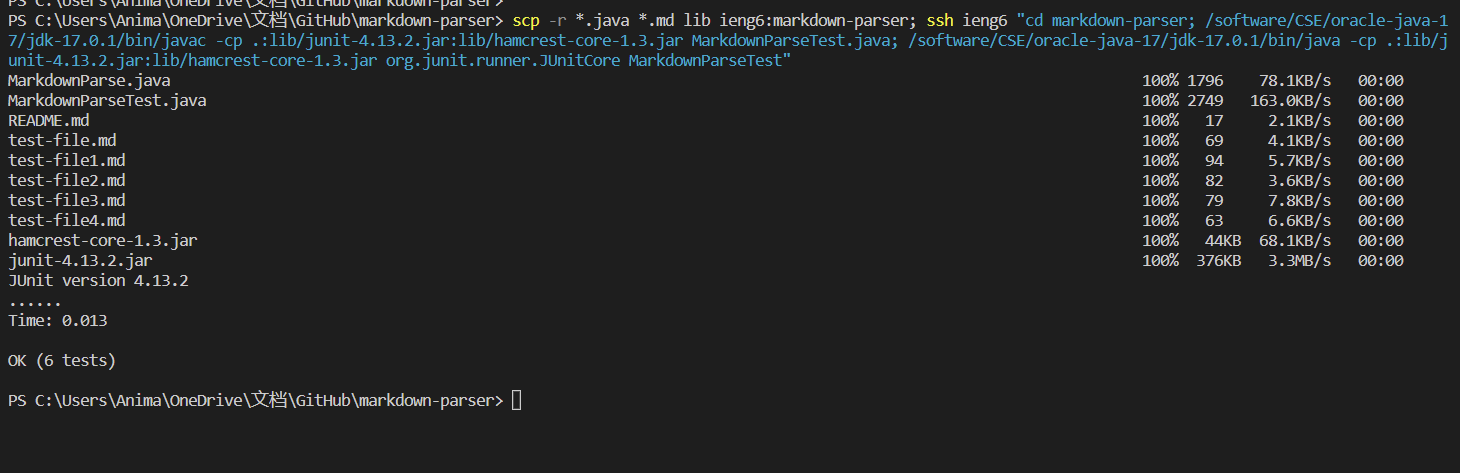 PS C:\Users\Anima\OneDrive\文档\GitHub\markdown-parser>
PS C:\Users\Anima\OneDrive\文档\GitHub\markdown-parser> scp -r *.java *.md lib ieng6:markdown-parser; ssh ieng6 "cd markdown-parser; /software/CSE/oracle-java-1
7/jdk-17.0.1/bin/javac -cp .:lib/junit-4.13.2.jar:lib/hamcrest-core-1.3.jar MarkdownParseTest.java; /software/CSE/oracle-java-17/jdk-17.0.1/bin/java -cp .:lib/j
unit-4.13.2.jar:lib/hamcrest-core-1.3.jar org.junit.runner.JUnitCore MarkdownParseTest"
MarkdownParse.java 100% 1796 78.1KB/s 00:00
MarkdownParseTest.java 100% 2749 163.0KB/s 00:00
README.md 100% 17 2.1KB/s 00:00
test-file.md 100% 69 4.1KB/s 00:00
test-file1.md 100% 94 5.7KB/s 00:00
test-file2.md 100% 82 3.6KB/s 00:00
test-file3.md 100% 79 7.8KB/s 00:00
test-file4.md 100% 63 6.6KB/s 00:00
hamcrest-core-1.3.jar 100% 44KB 68.1KB/s 00:00
junit-4.13.2.jar 100% 376KB 3.3MB/s 00:00
JUnit version 4.13.2
......
Time: 0.013
OK (6 tests)
PS C:\Users\Anima\OneDrive\文档\GitHub\markdown-parser>